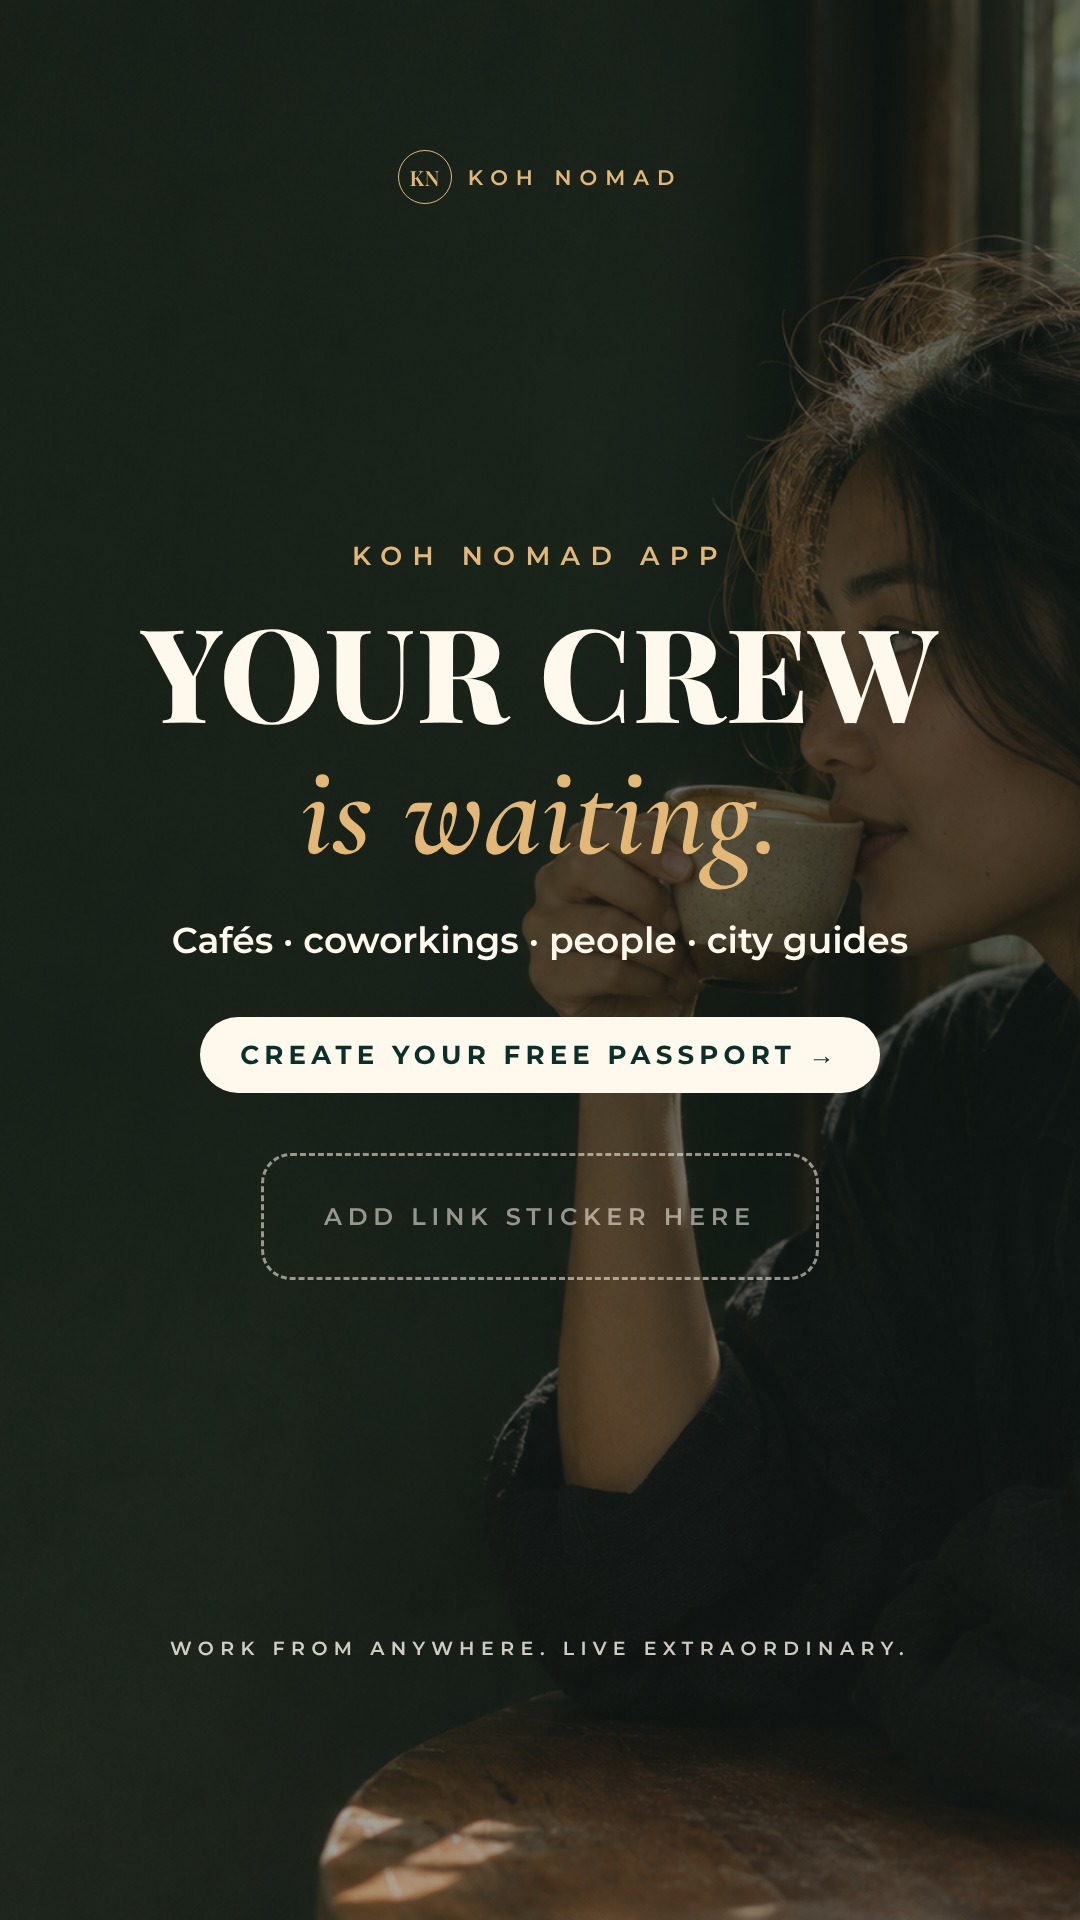 KN KOH NOMAD
KOH NOMAD APP
YOUR CREW
is waiting.
Cafés · coworkings · people · city guides
CREATE YOUR FREE PASSPORT →
ADD LINK STICKER HERE
WORK FROM ANYWHERE. LIVE EXTRAORDINARY.